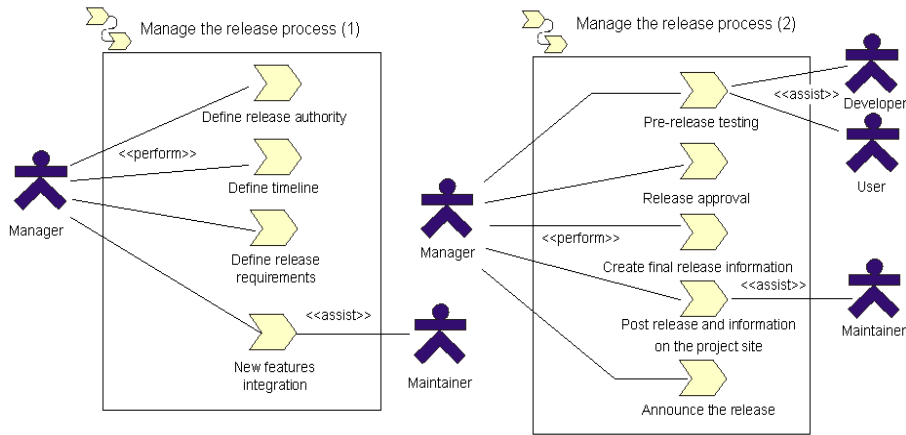 Manage the release process (1)
Define release authority
<<perform>>
Define timeline
Manager
Define release
requirements
<<assist>>
New features
integration
Maintainer
Manage the release process (2)
<<assist>>
Developer
Pre-release testing
User
Release approval
Manager
<<perform>>
Create final release information
<<assist>>
Post release and information
on the project site
Maintainer
Announce the release